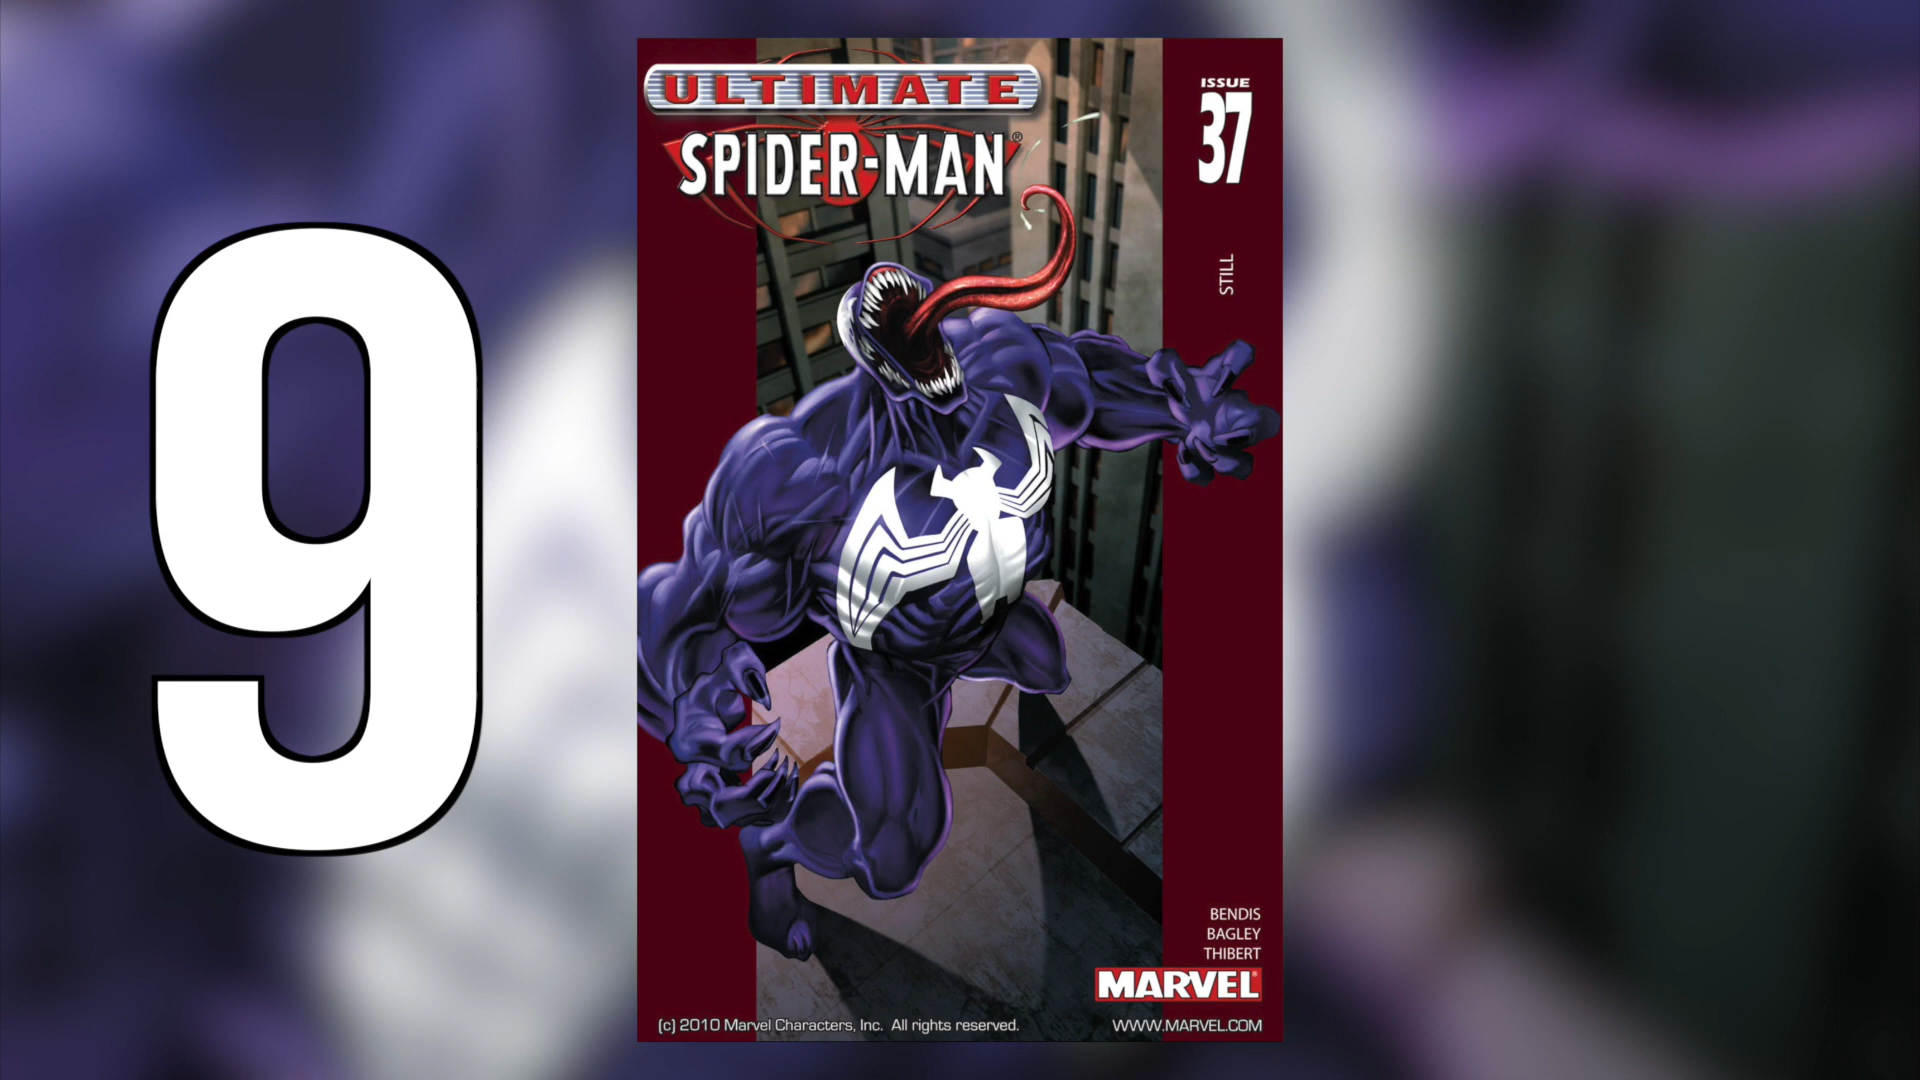 9
ULTIMATE
SPIDER-MAN®
ISSUE
37
STILL
BENDIS
BAGLEY
THIBERT
MARVEL®
(c) 2010 Marvel Characters, Inc. All rights reserved.
WWW.MARVEL.COM